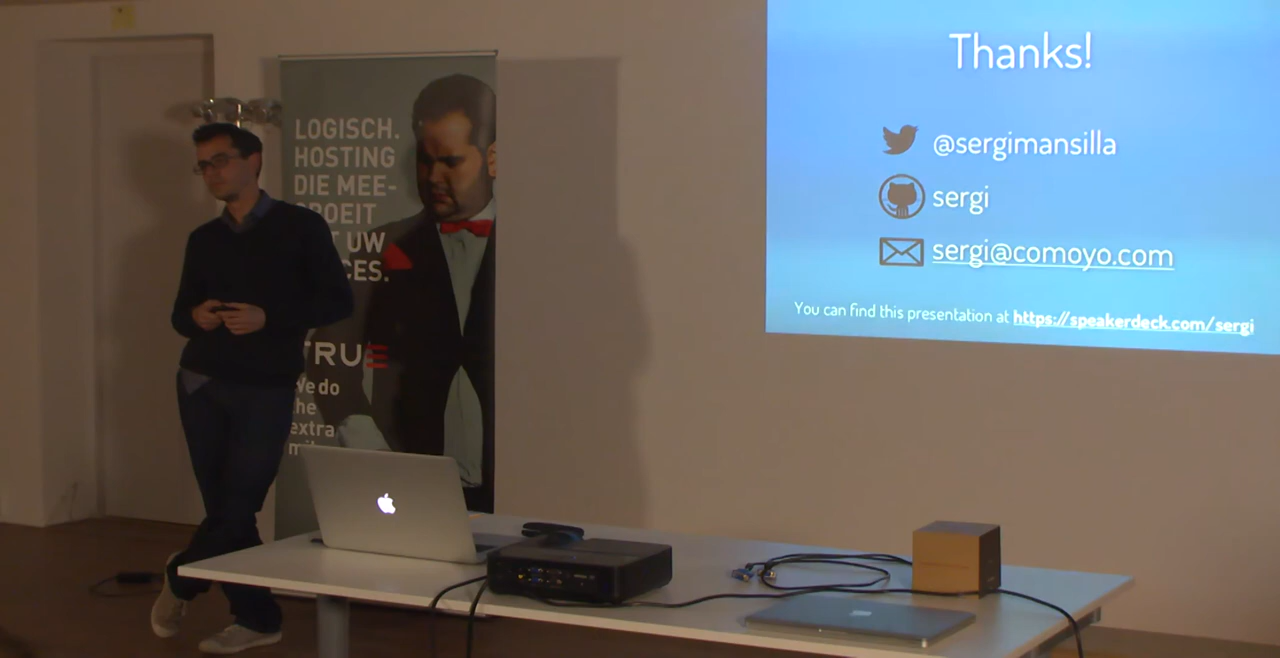 LOGISCH.
HOSTING
DIE MEE-
GROEIT
UW
CES.
TRUE
We do
the
extra
Thanks!
@sergimansilla
sergi
sergi@comoyo.com
You can find this presentation at https://speakerdeck.com/sergi